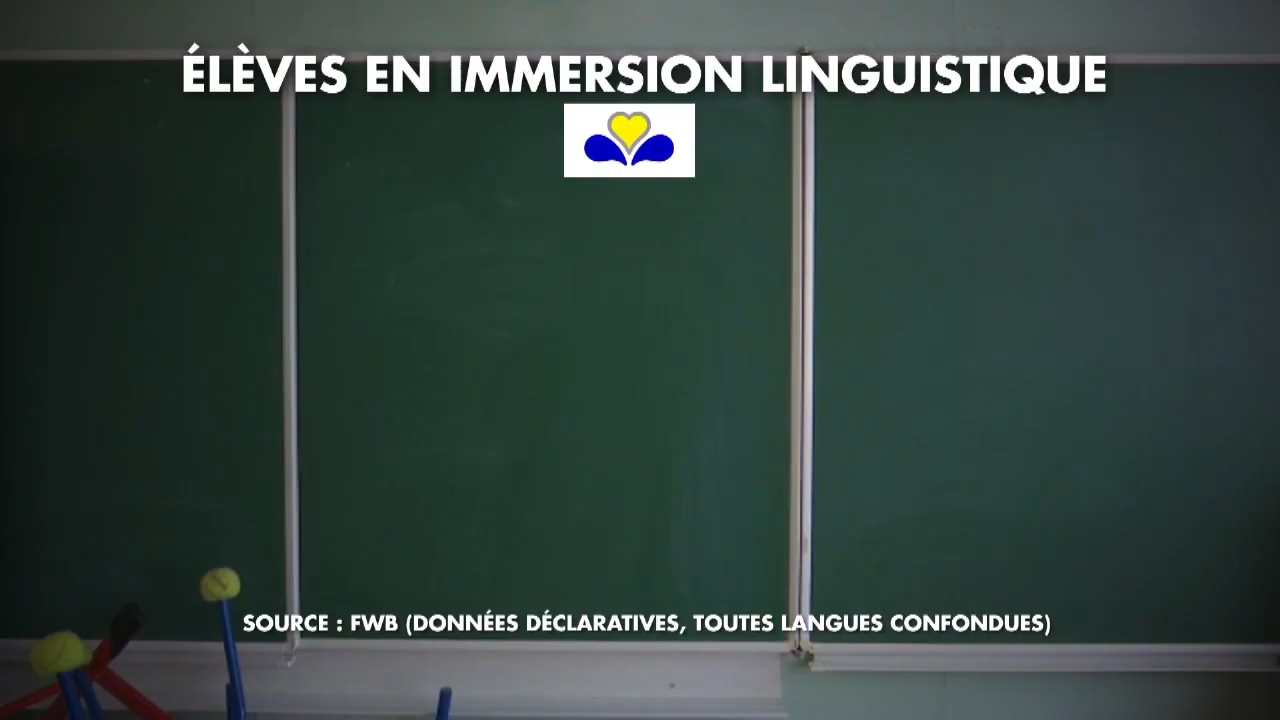 ÉLÈVES EN IMMERSION LINGUISTIQUE
SOURCE : FWB (DONNÉES DÉCLARATIVES, TOUTES LANGUES CONFONDUES)